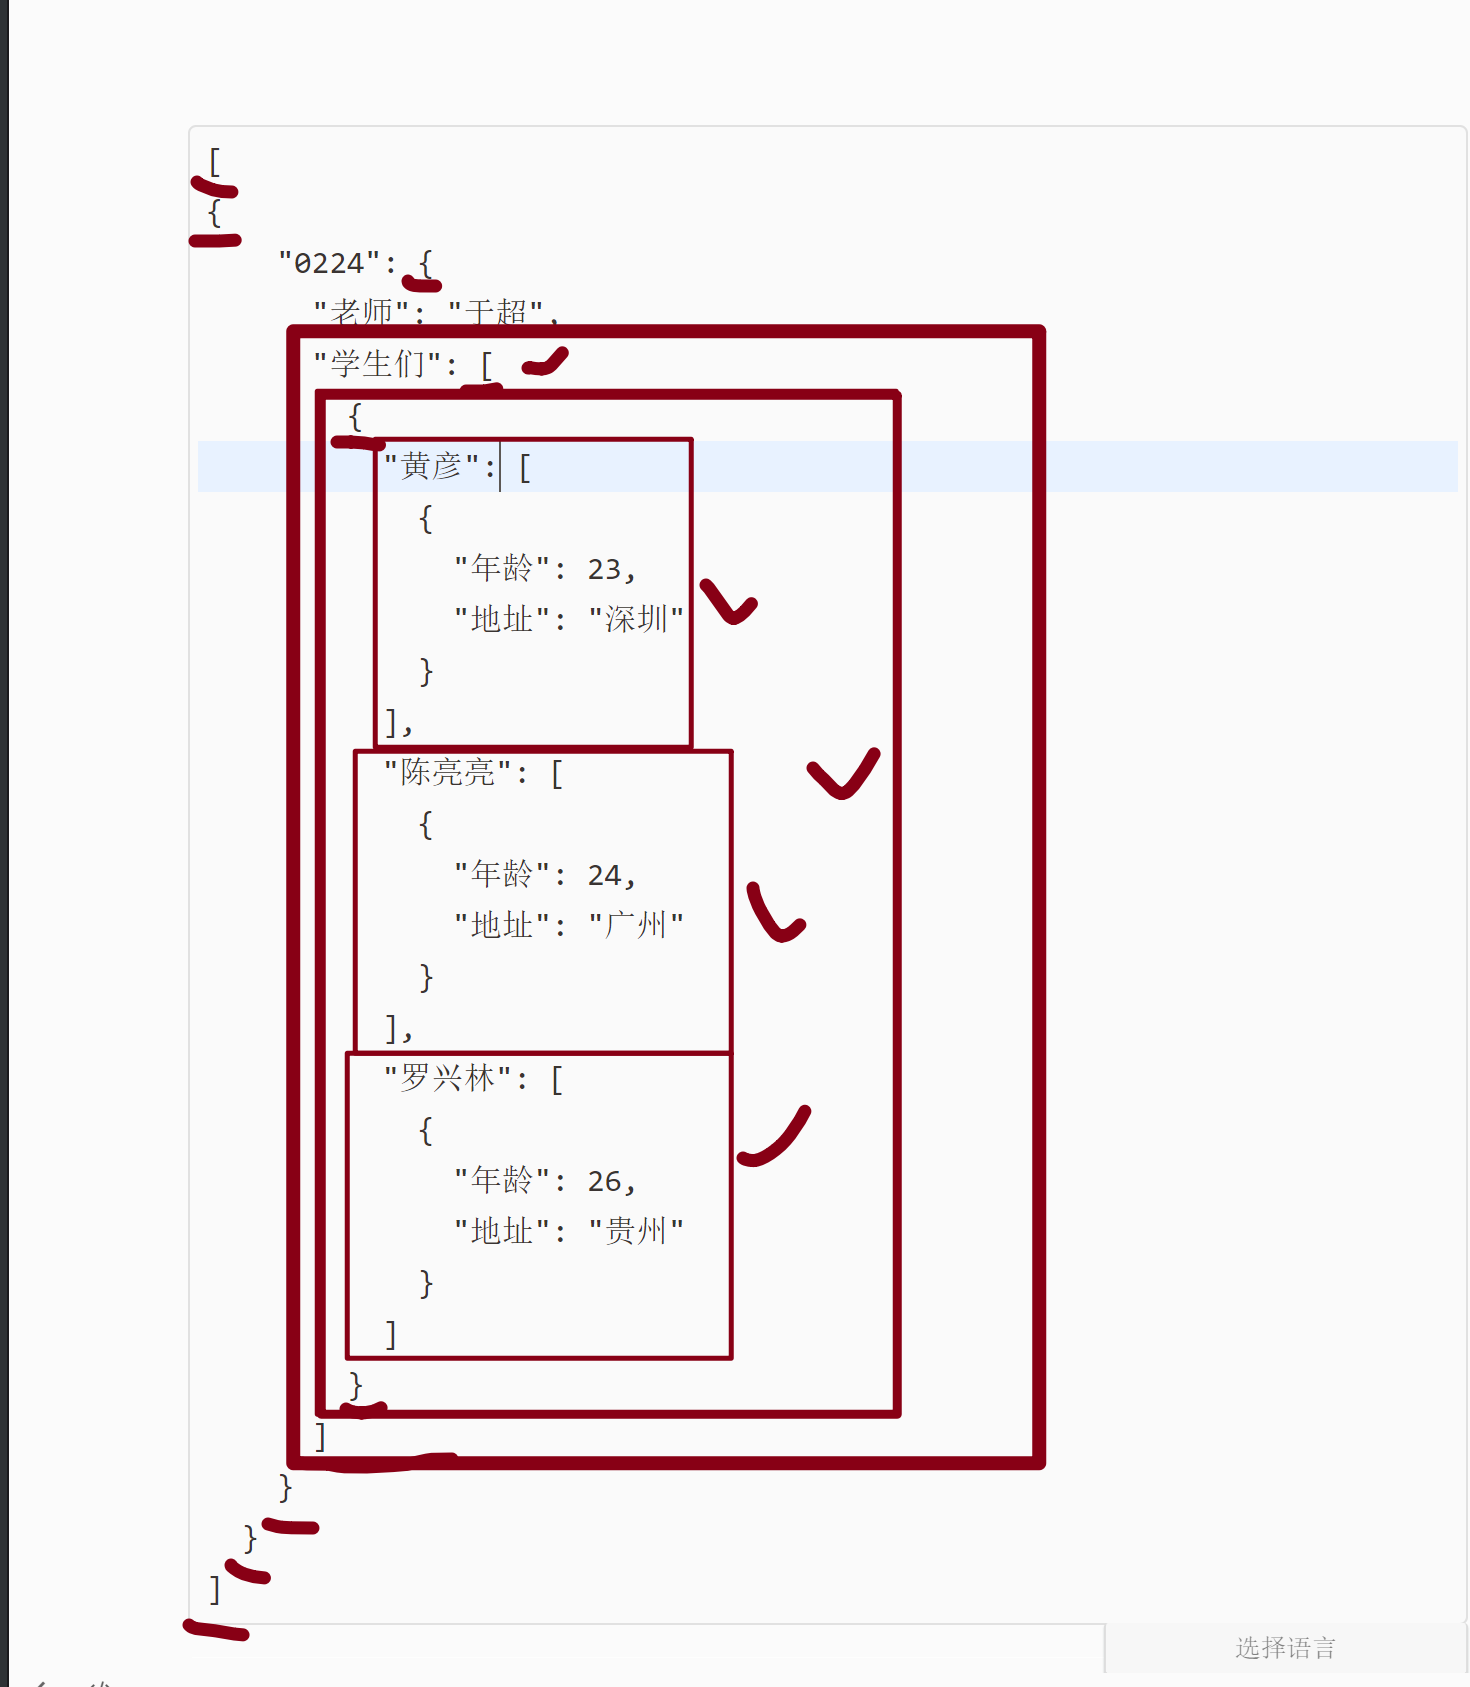 [
{
"0224": {
"老师": "于超",
"学生们": [
{
"黄彦": [
{
"年龄": 23,
"地址": "深圳"
}
],
"陈亮亮": [
{
"年龄": 24,
"地址": "广州"
}
],
"罗兴林": [
{
"年龄": 26,
"地址": "贵州"
}
]
}
]
}
}
]
选择语言